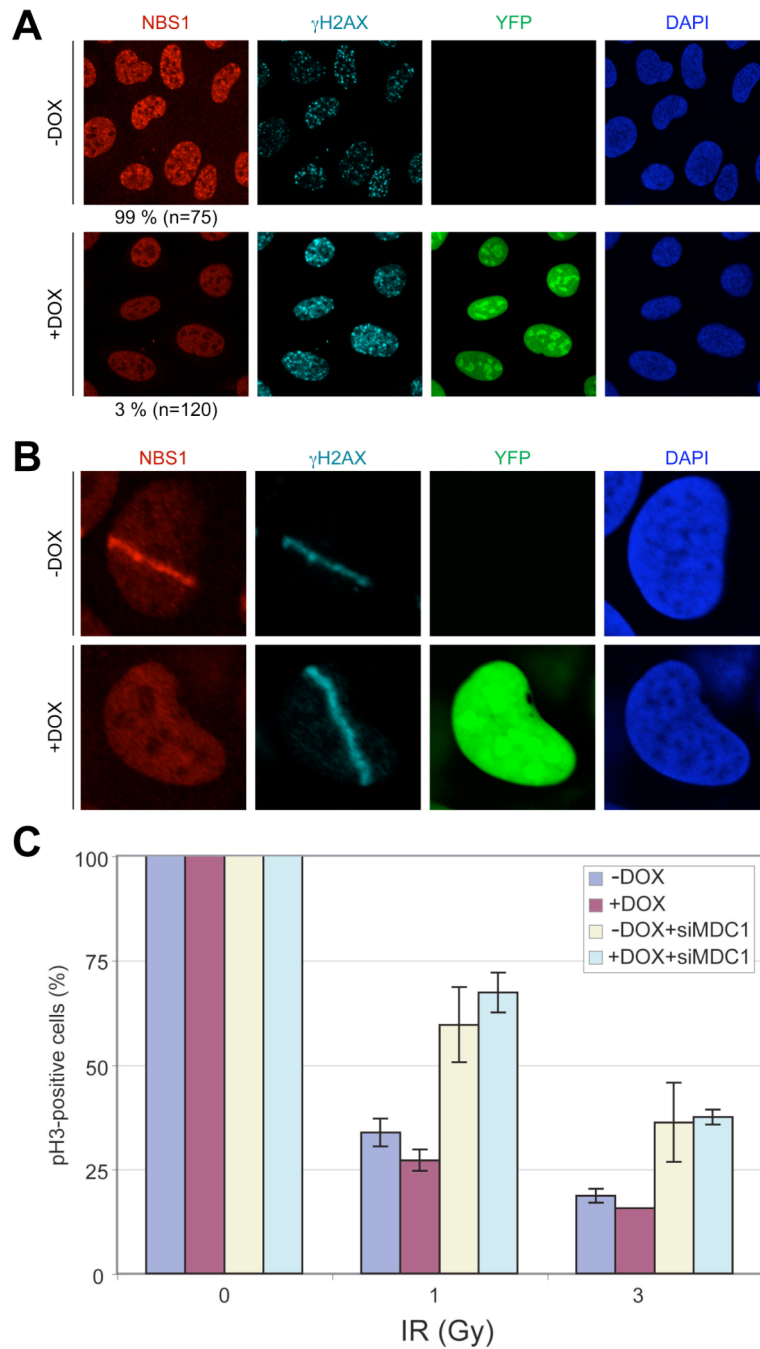 A
NBS1 γH2AX YFP DAPI
-DOX
99 % (n=75)
+DOX
3 % (n=120)
B
NBS1 γH2AX YFP DAPI
-DOX
+DOX
C
100
75
50
25
0
pH3-positive cells (%)
-DOX
+DOX
-DOX+siMDC1
+DOX+siMDC1
0 1 3
IR (Gy)